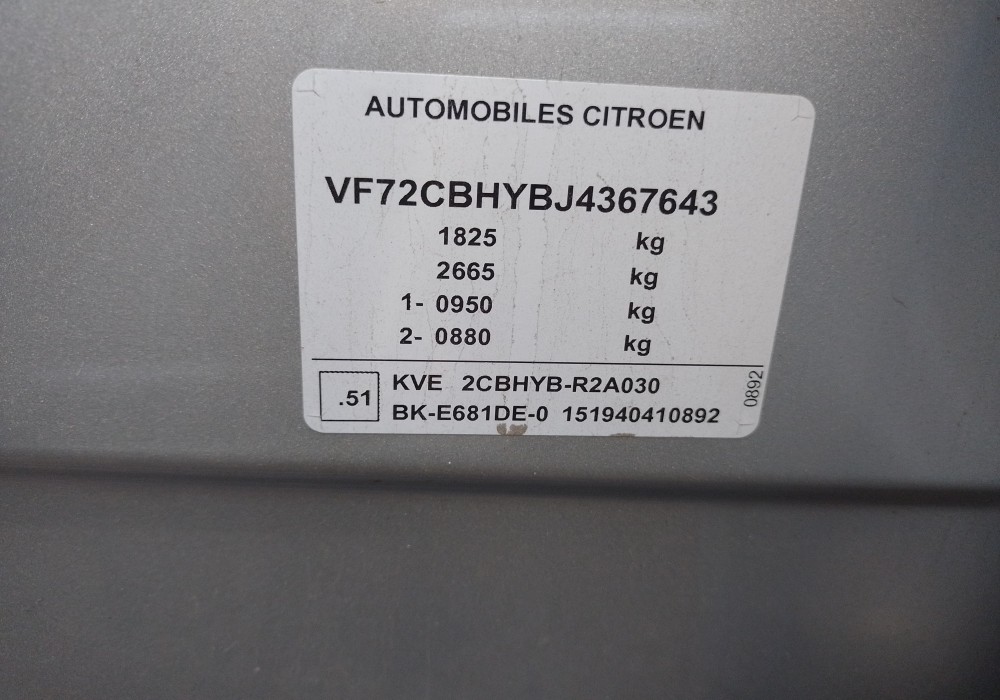 AUTOMOBILES CITROEN
VF72CBHYBJ4367643
1825 kg
2665 kg
1- 0950 kg
2- 0880 kg
.51
KVE 2CBHYB-R2A030
BK-E681DE-0 151940410892
0892